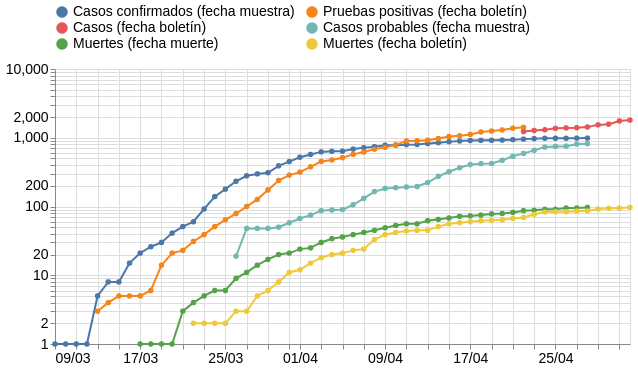 Casos confirmados (fecha muestra) Pruebas positivas (fecha boletín)
Casos (fecha boletín) Casos probables (fecha muestra)
Muertes (fecha muerte) Muertes (fecha boletín)
10,000
2,000
1,000
200
100
20
10
2
1
09/03 17/03 25/03 01/04 09/04 17/04 25/04